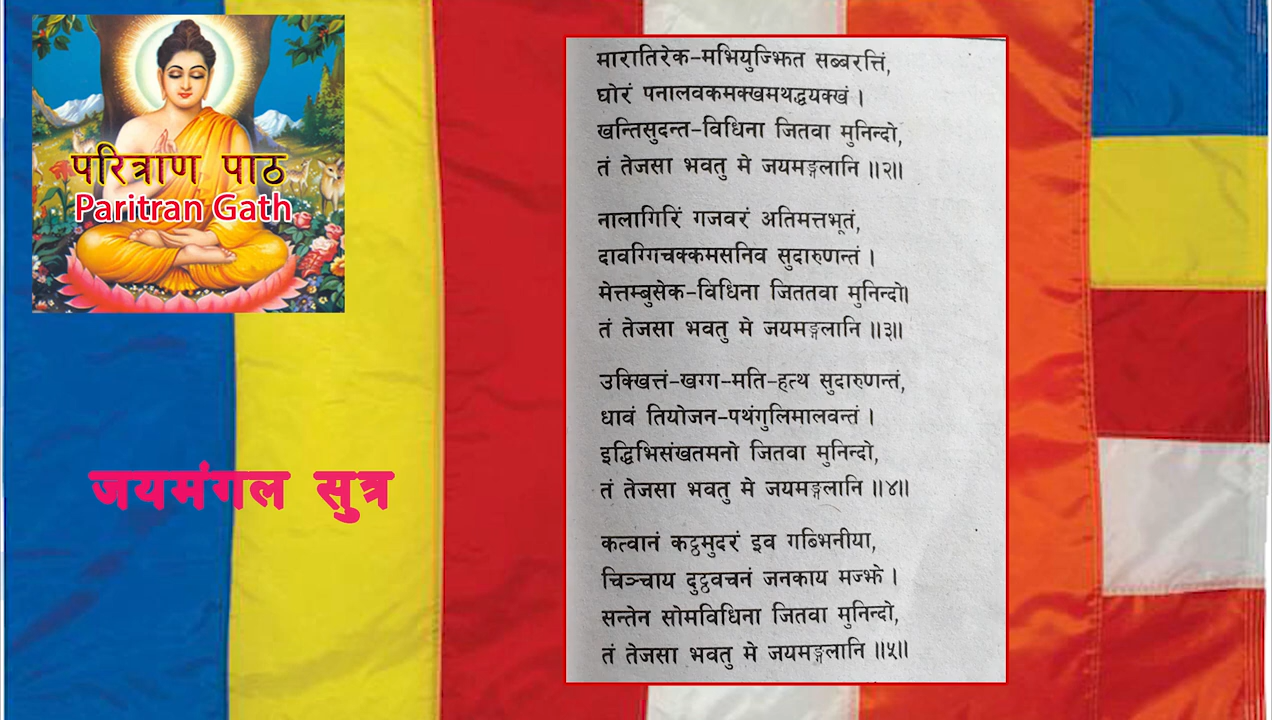 परित्राण पाठ
Paritran Gath
जयमंगल सुत्र
मारातिरेक-मभियुज्झित सब्बरत्तिं,
घोरं पनालवकमक्खमथद्धयक्खं ।
खन्तिसुदन्त-विधिना जितवा मुनिन्दो,
तं तेजसा भवतु मे जयमङ्गलानि ॥२॥
नालागिरिं गजवरं अतिमत्तभूतं,
दावग्गिचक्कमसनिव सुदारुणन्तं ।
मेत्तम्बुसेक-विधिना जिततवा मुनिन्दो।
तं तेजसा भवतु मे जयमङ्गलानि ॥३॥
उक्खित्तं-खग्ग-मति-हत्थ सुदारुणन्तं,
धावं तियोजन-पथंगुलिमालवन्तं ।
इद्धिभिसंखतमनो जितवा मुनिन्दो,
तं तेजसा भवतु मे जयमङ्गलानि ॥४॥
कत्वानं कट्ठमुदरं इव गब्भिनीया,
चिञ्चाय दुट्ठवचनं जनकाय मज्झे ।
सन्तेन सोमविधिना जितवा मुनिन्दो,
तं तेजसा भवतु मे जयमङ्गलानि ॥५॥